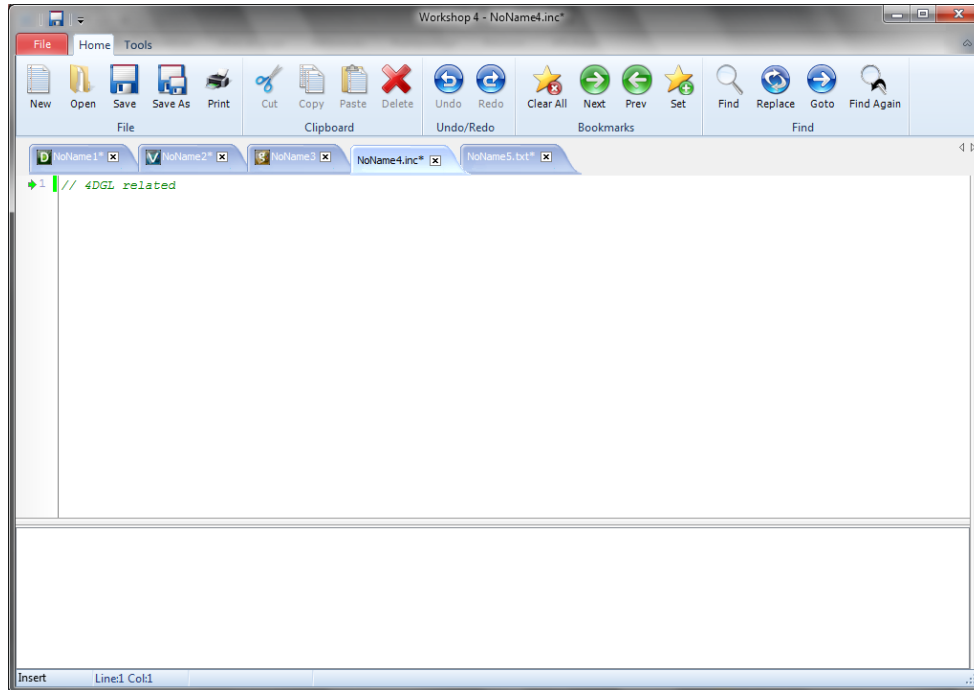 Workshop 4 - NoName4.inc*
File Home Tools
New Open Save Save As Print Cut Copy Paste Delete Undo Redo Clear All Next Prev Set Find Replace Goto Find Again
File Clipboard Undo/Redo Bookmarks Find
NoName1* NoName2* NoName3 NoName4.inc* NoName5.txt*
1 // 4DGL related
Insert Line:1 Col:1